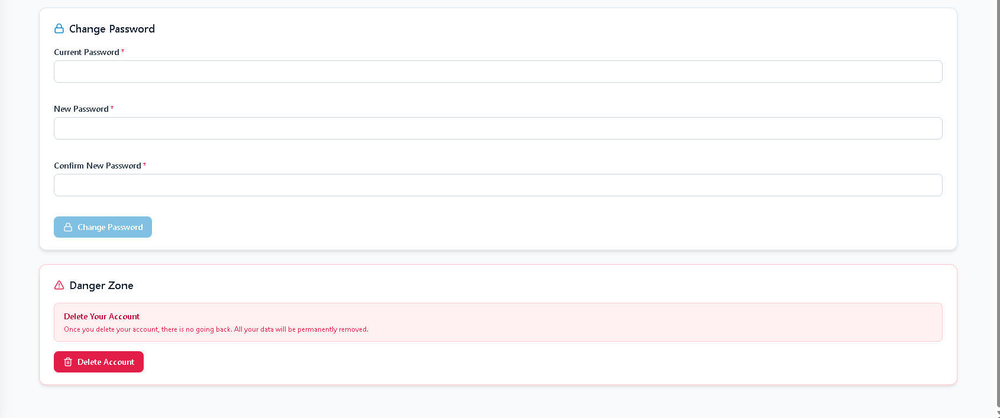 Change Password
Current Password *
New Password *
Confirm New Password *
Change Password
Danger Zone
Delete Your Account
Once you delete your account, there is no going back. All your data will be permanently removed.
Delete Account